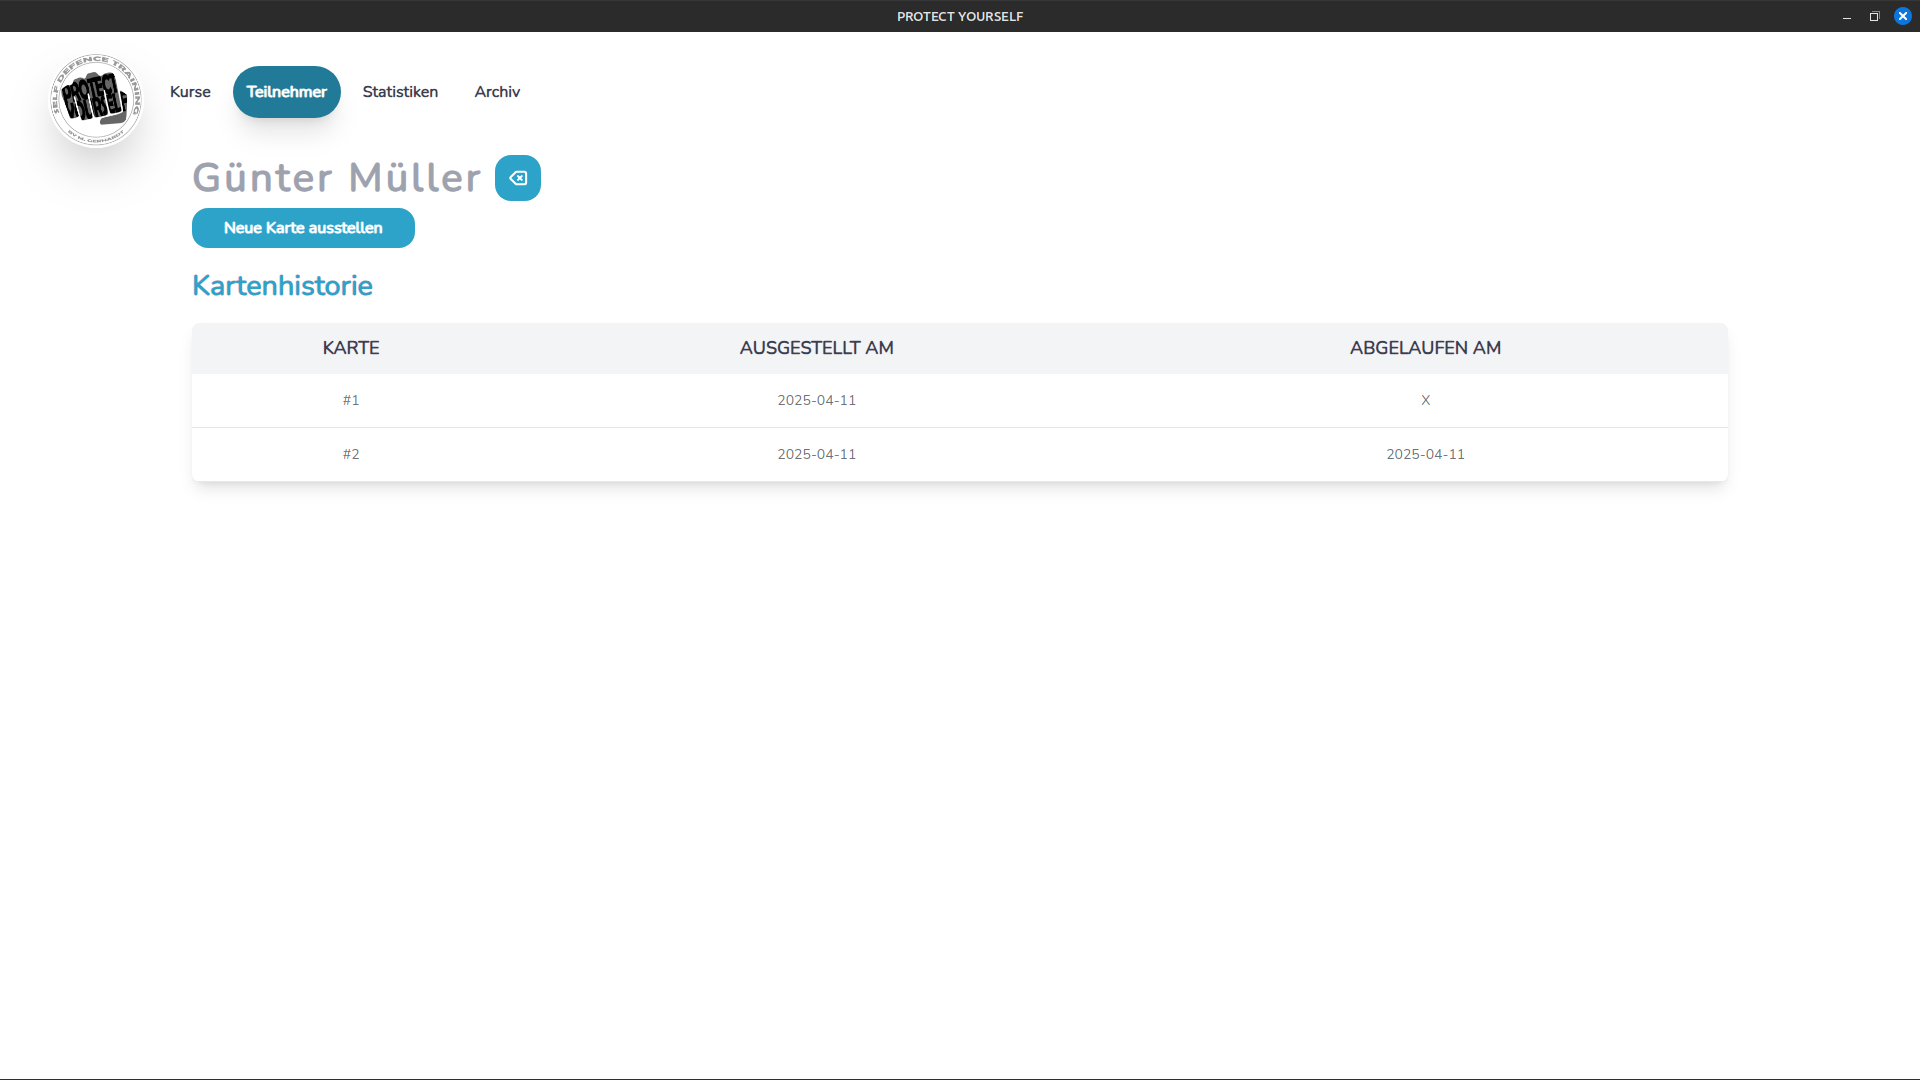 PROTECT YOURSELF
SELF DEFENCE TRAINING
PROTECT
YOURSELF
BY M. GEBHARDT
Kurse Teilnehmer Statistiken Archiv
Günter Müller
Neue Karte ausstellen
Kartenhistorie
KARTE AUSGESTELLT AM ABGELAUFEN AM
#1 2025-04-11 X
#2 2025-04-11 2025-04-11